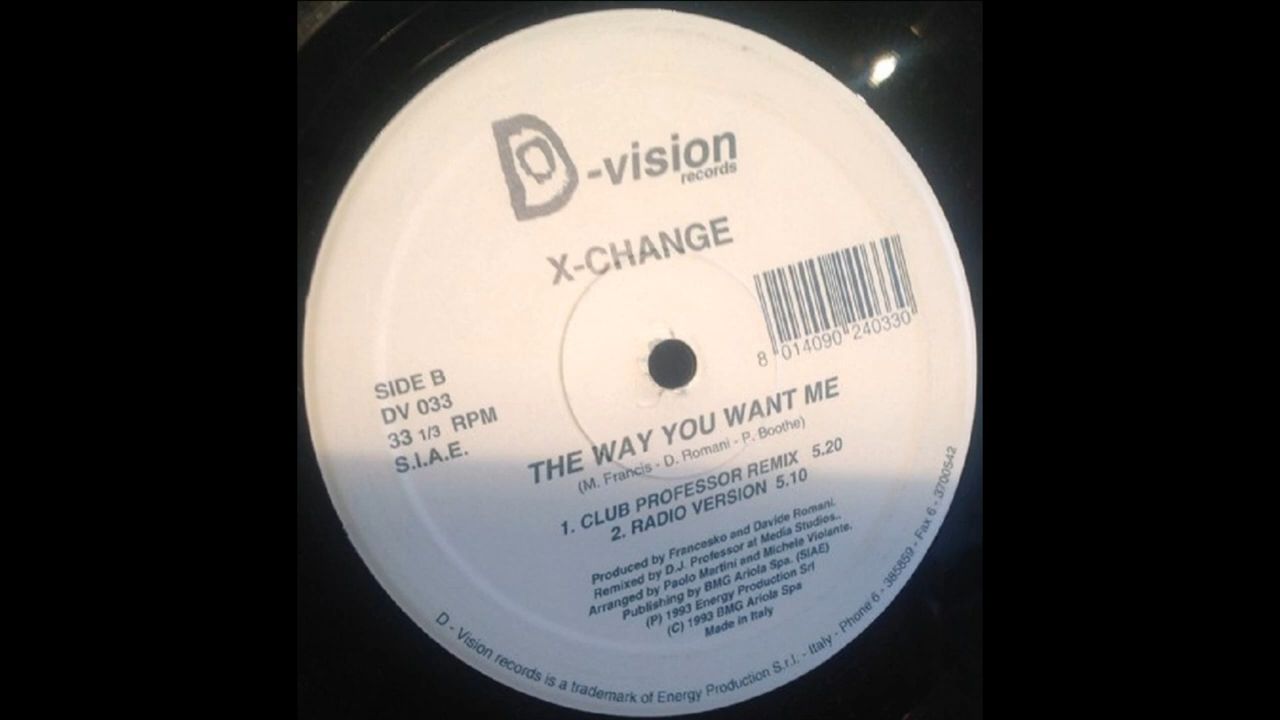 D-vision
records
X-CHANGE
8 014090 240330
SIDE B
DV 033
33 1/3 RPM
S.I.A.E.
THE WAY YOU WANT ME
(M. Francis - D. Romani - P. Boothe)
1. CLUB PROFESSOR REMIX 5.20
2. RADIO VERSION 5.10
Produced by Francesko and Davide Romani.
Remixed by D.J. Professor at Media Studios..
Arranged by Paolo Martini and Michele Violante.
Publishing by BMG Ariola Spa. (SIAE)
(P) 1993 Energy Production Srl
(C) 1993 BMG Ariola Spa
Made in Italy
D - Vision records is a trademark of Energy Production S.r.l. - Italy - Phone 6 - 385859 - Fax 6 - 3700542